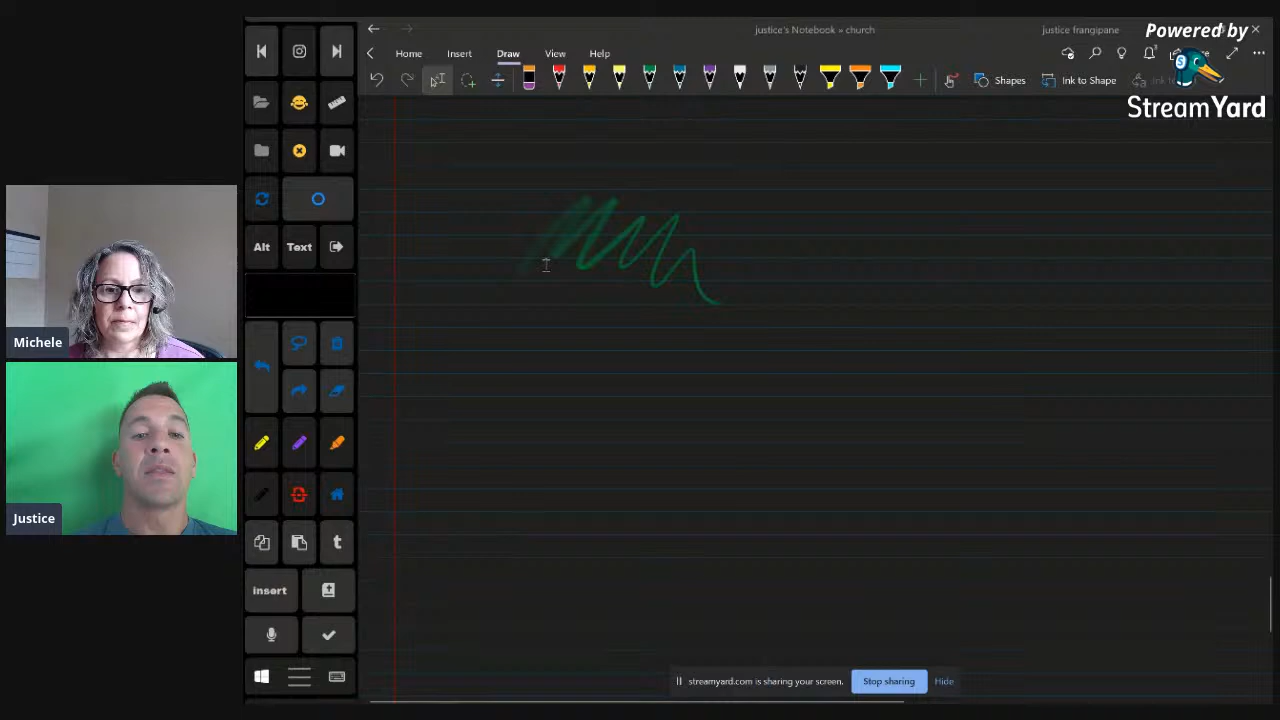 justice's Notebook » church
justice frangipane
Powered by
StreamYard
Home
Insert
Draw
View
Help
Shapes
Ink to Shape
Alt
Text
Michele
Justice
t
insert
streamyard.com is sharing your screen.
Stop sharing
Hide